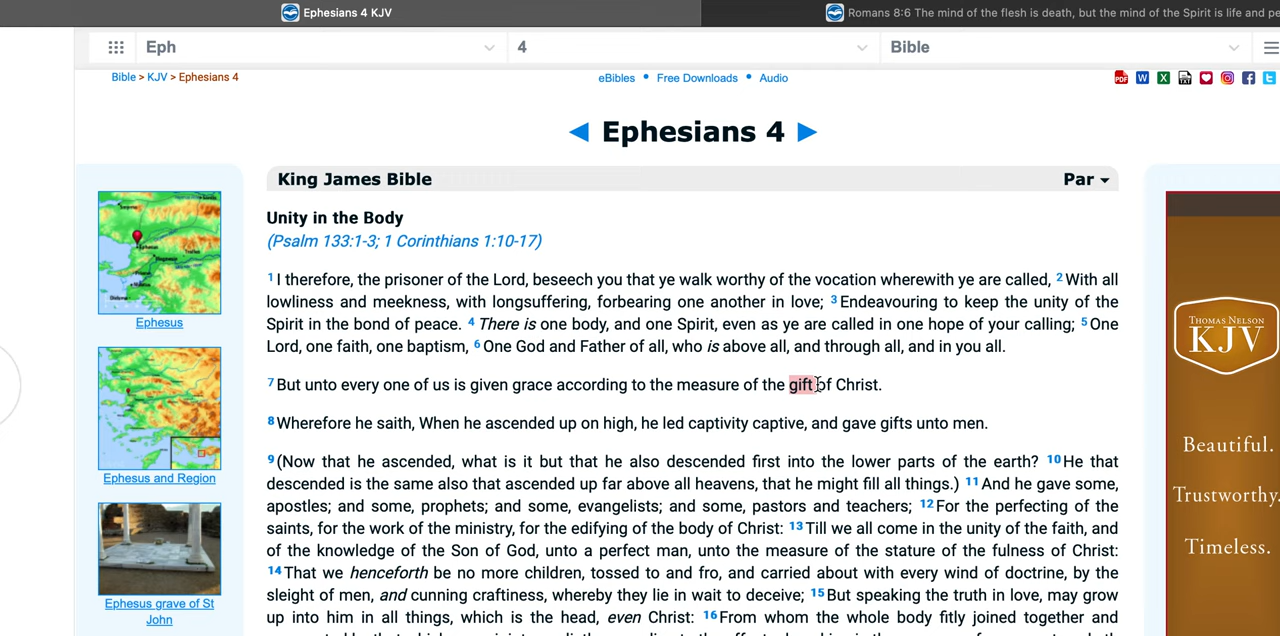 Ephesians 4 KJV
Romans 8:6 The mind of the flesh is death, but the mind of the Spirit is life and pe
Eph
4
Bible
Bible > KJV > Ephesians 4
eBibles • Free Downloads • Audio
◄ Ephesians 4 ►
King James Bible
Par
Unity in the Body
(Psalm 133:1-3; 1 Corinthians 1:10-17)
1 I therefore, the prisoner of the Lord, beseech you that ye walk worthy of the vocation wherewith ye are called, 2 With all
lowliness and meekness, with longsuffering, forbearing one another in love; 3 Endeavouring to keep the unity of the
Spirit in the bond of peace. 4 There is one body, and one Spirit, even as ye are called in one hope of your calling; 5 One
Lord, one faith, one baptism, 6 One God and Father of all, who is above all, and through all, and in you all.
7 But unto every one of us is given grace according to the measure of the gift of Christ.
8 Wherefore he saith, When he ascended up on high, he led captivity captive, and gave gifts unto men.
9 (Now that he ascended, what is it but that he also descended first into the lower parts of the earth? 10 He that
descended is the same also that ascended up far above all heavens, that he might fill all things.) 11 And he gave some,
apostles; and some, prophets; and some, evangelists; and some, pastors and teachers; 12 For the perfecting of the
saints, for the work of the ministry, for the edifying of the body of Christ: 13 Till we all come in the unity of the faith, and
of the knowledge of the Son of God, unto a perfect man, unto the measure of the stature of the fulness of Christ:
14 That we henceforth be no more children, tossed to and fro, and carried about with every wind of doctrine, by the
sleight of men, and cunning craftiness, whereby they lie in wait to deceive; 15 But speaking the truth in love, may grow
up into him in all things, which is the head, even Christ: 16 From whom the whole body fitly joined together and
Ephesus
Ephesus and Region
Ephesus grave of St
John
THOMAS NELSON
KJV
Beautiful.
Trustworthy.
Timeless.